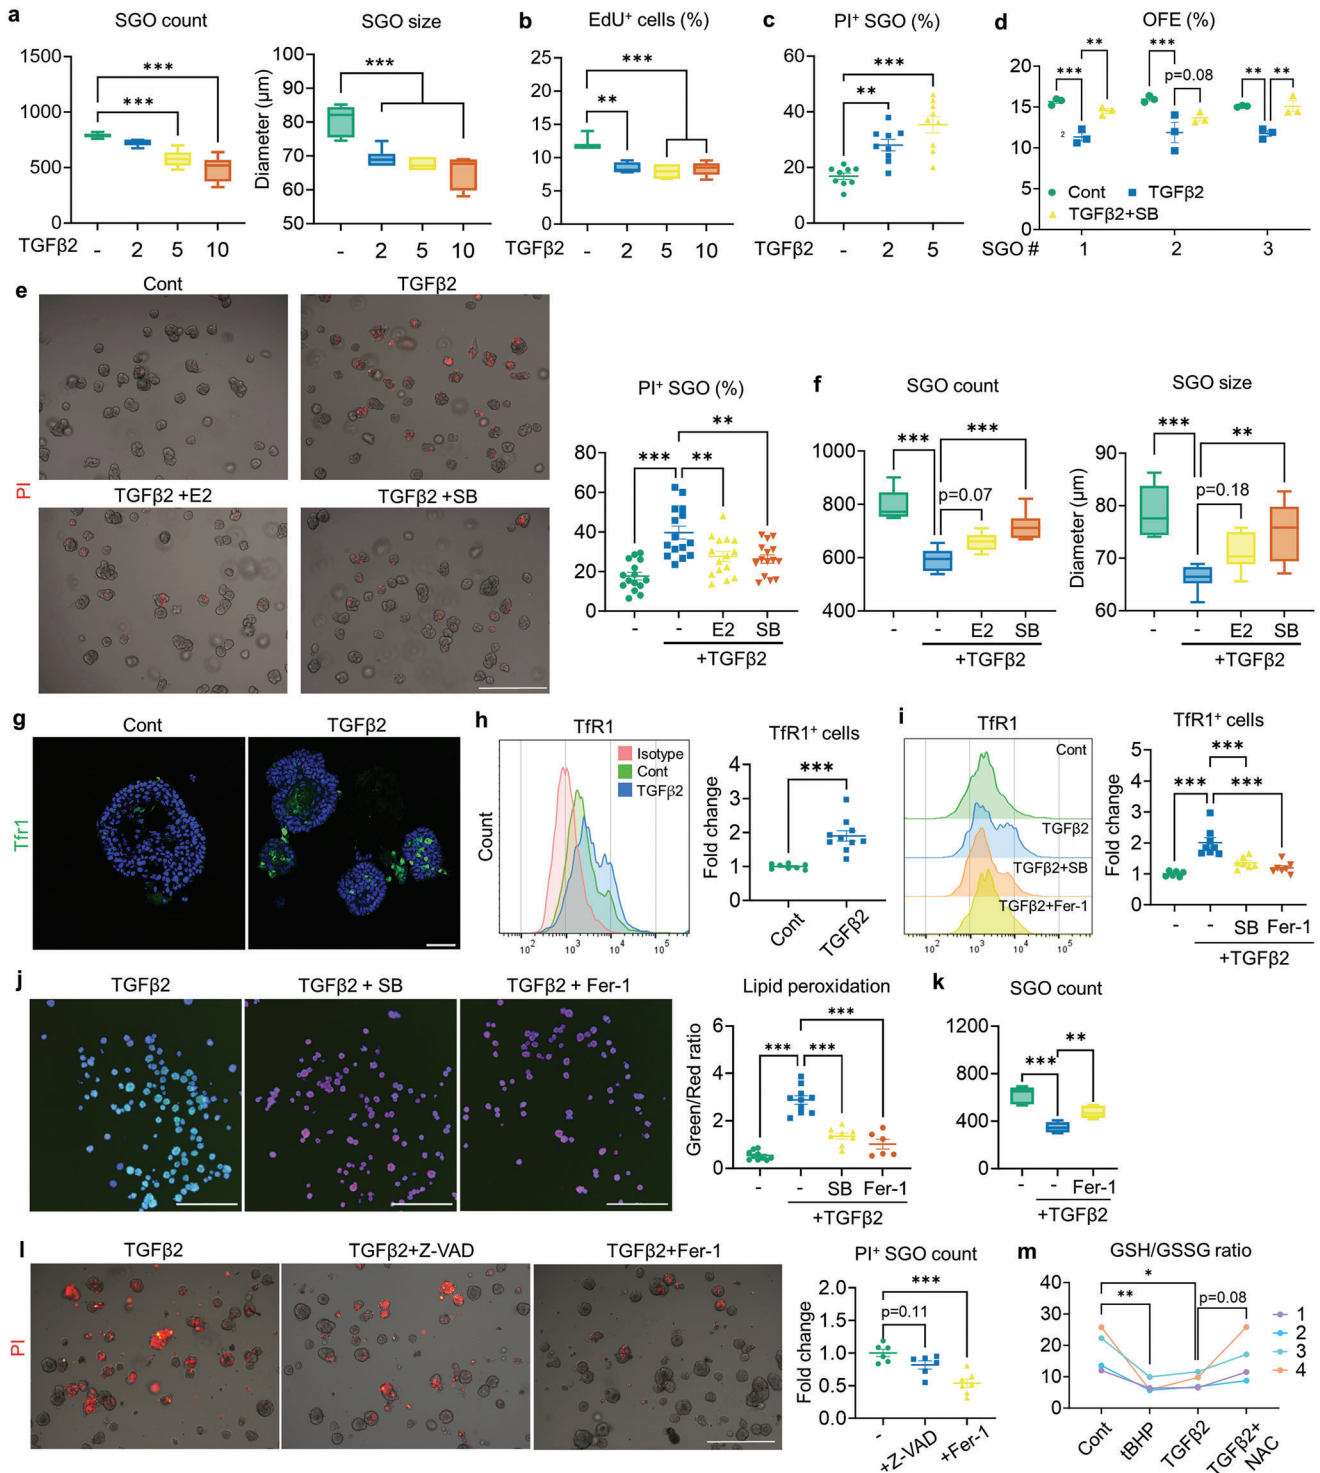 a
SGO count
1500
1000
500
0
***
***
TGFβ2
-
2
5
10
SGO size
Diameter (µm)
100
90
80
70
60
50
***
-
2
5
10
b
EdU⁺ cells (%)
25
20
15
10
5
0
***
**
TGFβ2
-
2
5
10
c
PI⁺ SGO (%)
60
40
20
0
***
**
TGFβ2
-
2
5
d
OFE (%)
20
15
10
5
0
**
***
***
p=0.08
**
**
2
Cont
TGFβ2
TGFβ2+SB
SGO #
1
2
3
e
Cont
TGFβ2
TGFβ2 +E2
TGFβ2 +SB
PI
PI⁺ SGO (%)
80
60
40
20
0
**
***
**
-
-
E2
SB
+TGFβ2
f
SGO count
1000
800
600
400
***
***
p=0.07
-
-
E2
SB
+TGFβ2
SGO size
Diameter (µm)
90
80
70
60
***
**
p=0.18
-
-
E2
SB
+TGFβ2
g
Cont
TGFβ2
Tfr1
h
TfR1
Count
Isotype
Cont
TGFβ2
10²
10³
10⁴
10⁵
TfR1⁺ cells
Fold change
4
3
2
1
0
***
Cont
TGFβ2
i
TfR1
Cont
TGFβ2
TGFβ2+SB
TGFβ2+Fer-1
10²
10³
10⁴
10⁵
TfR1⁺ cells
Fold change
5
4
3
2
1
0
***
***
***
-
-
SB
Fer-1
+TGFβ2
j
TGFβ2
TGFβ2 + SB
TGFβ2 + Fer-1
Lipid peroxidation
Green/Red ratio
6
4
2
0
***
***
***
-
-
SB
Fer-1
+TGFβ2
k
SGO count
1200
800
400
0
**
***
-
-
Fer-1
+TGFβ2
l
TGFβ2
TGFβ2+Z-VAD
TGFβ2+Fer-1
PI
PI⁺ SGO count
Fold change
2.0
1.5
1.0
0.5
0.0
***
p=0.11
-
+Z-VAD
+Fer-1
m
GSH/GSSG ratio
40
30
20
10
0
*
**
p=0.08
1
2
3
4
Cont
tBHP
TGFβ2
TGFβ2+
NAC